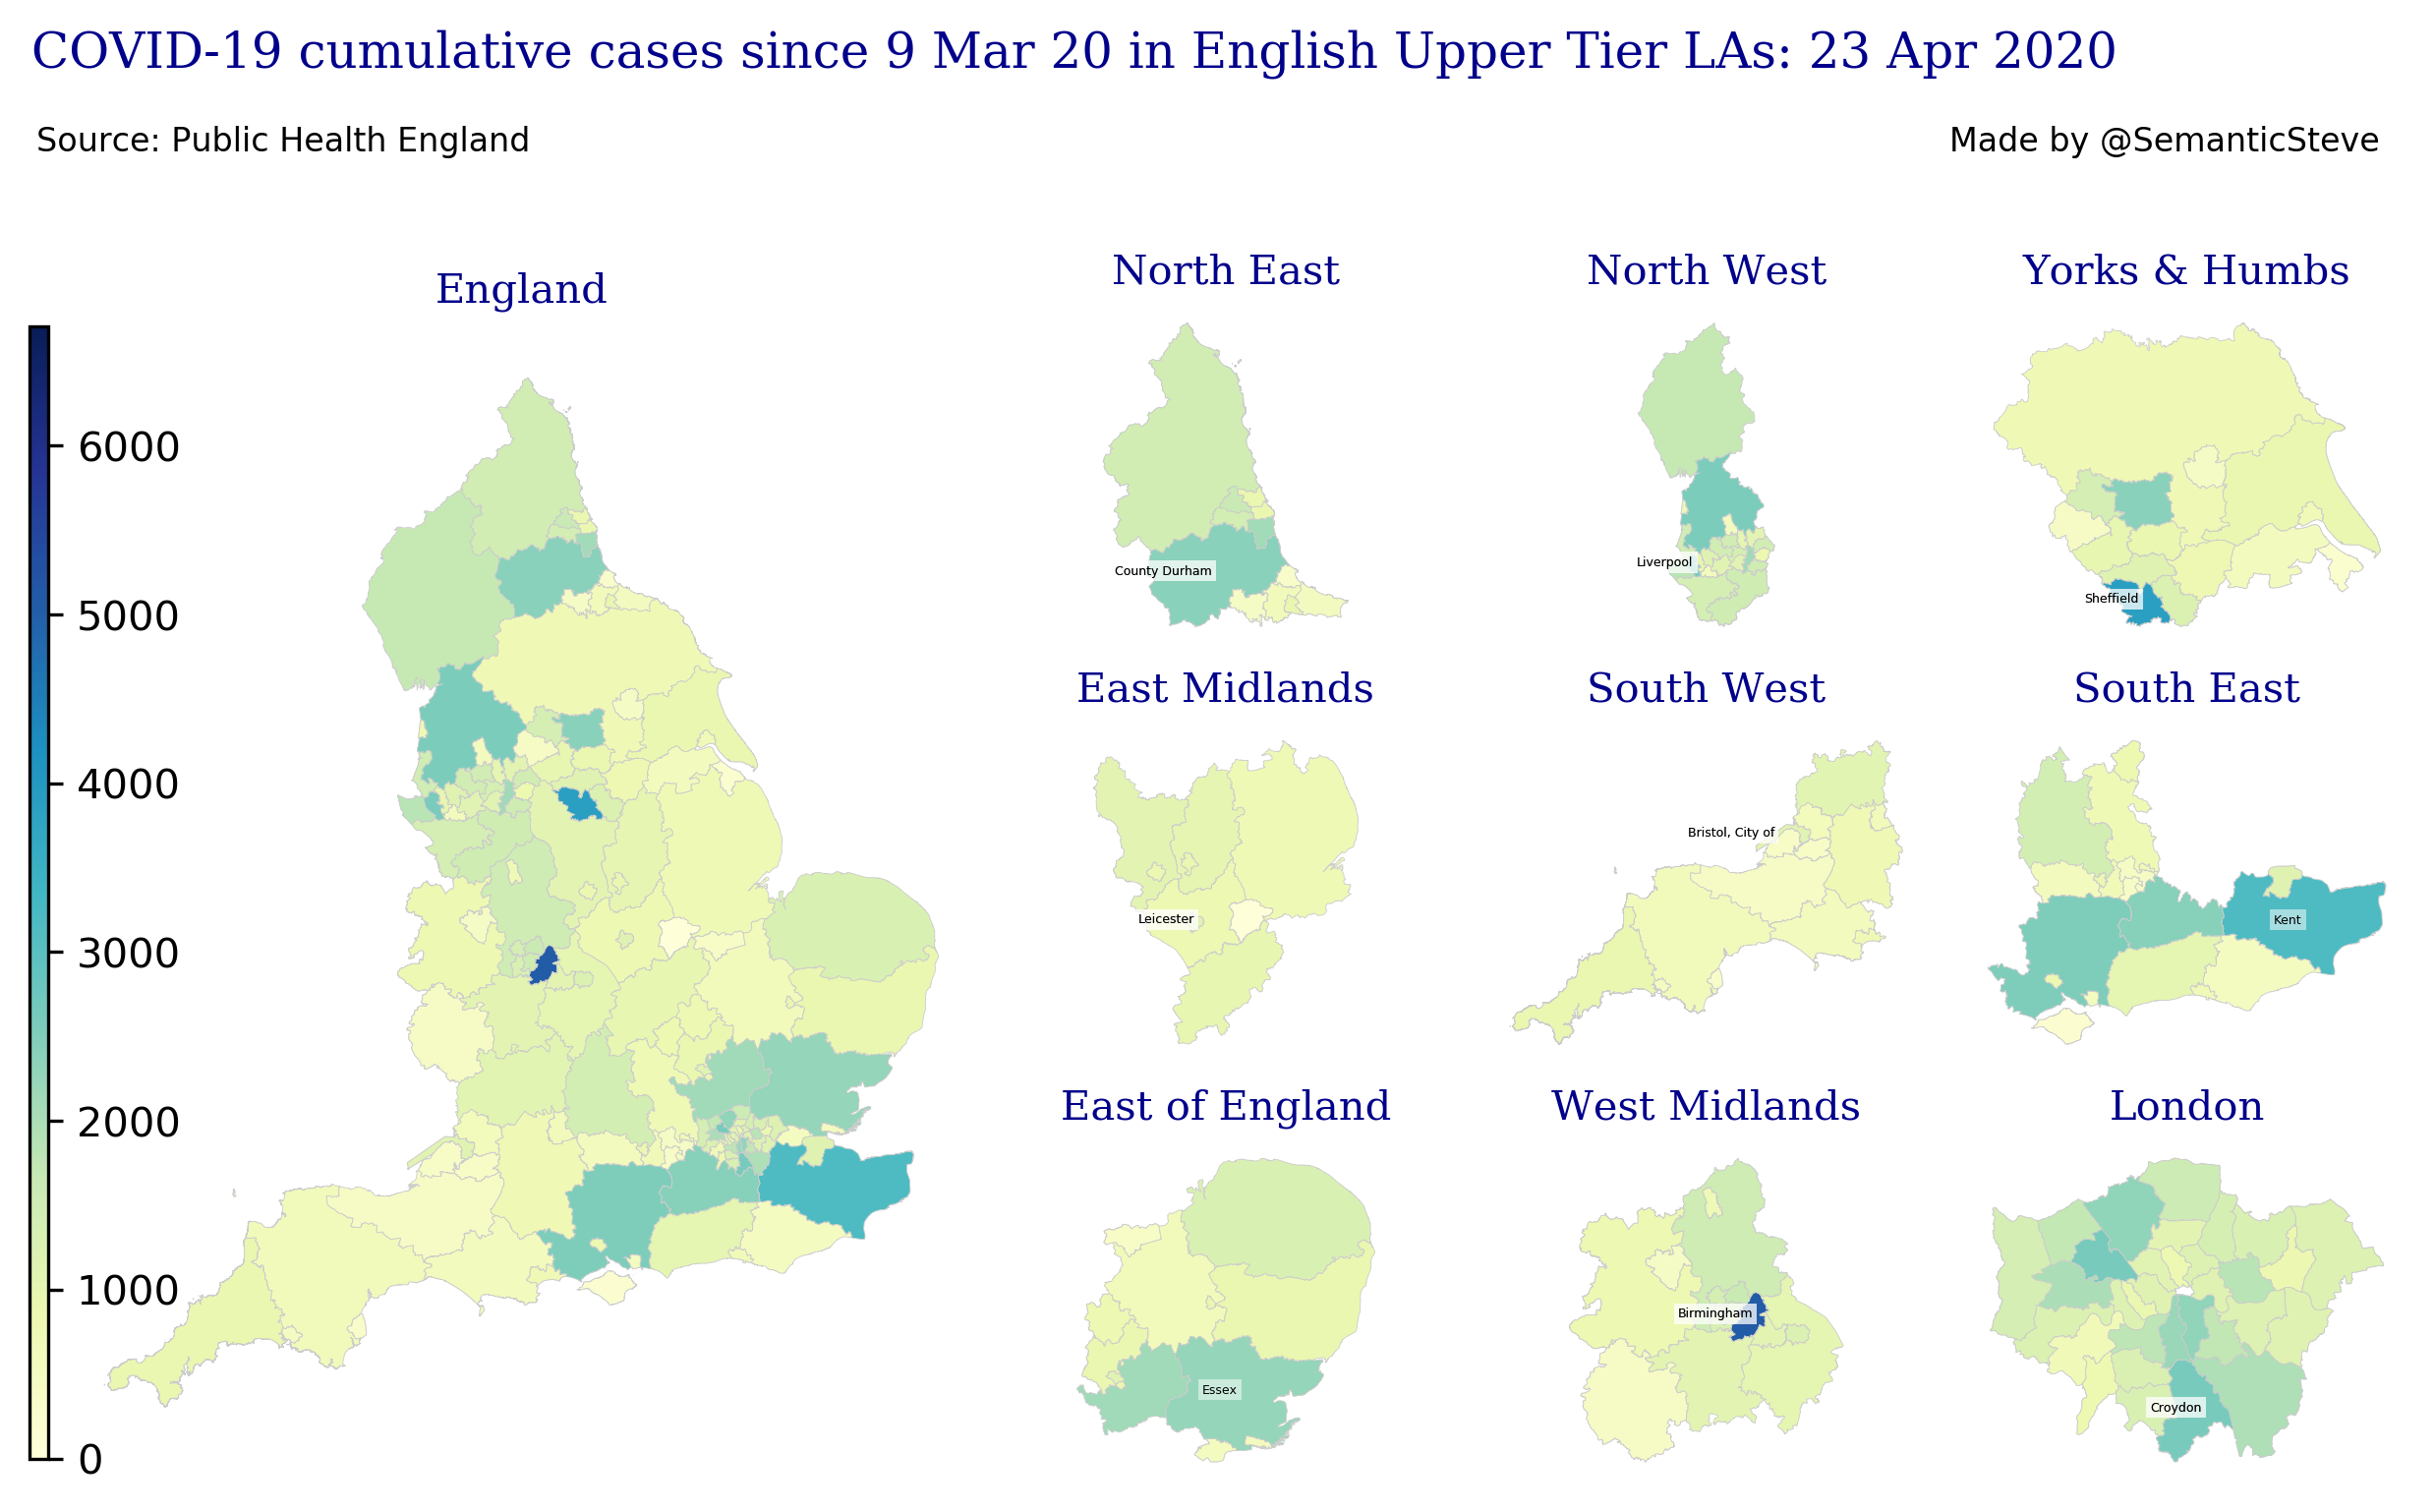 COVID-19 cumulative cases since 9 Mar 20 in English Upper Tier LAs: 23 Apr 2020
Source: Public Health England
Made by @SemanticSteve
England
6000
5000
4000
3000
2000
1000
0
North East
County Durham
North West
Liverpool
Yorks & Humbs
Sheffield
East Midlands
Leicester
South West
Bristol, City of
South East
Kent
East of England
Essex
West Midlands
Birmingham
London
Croydon